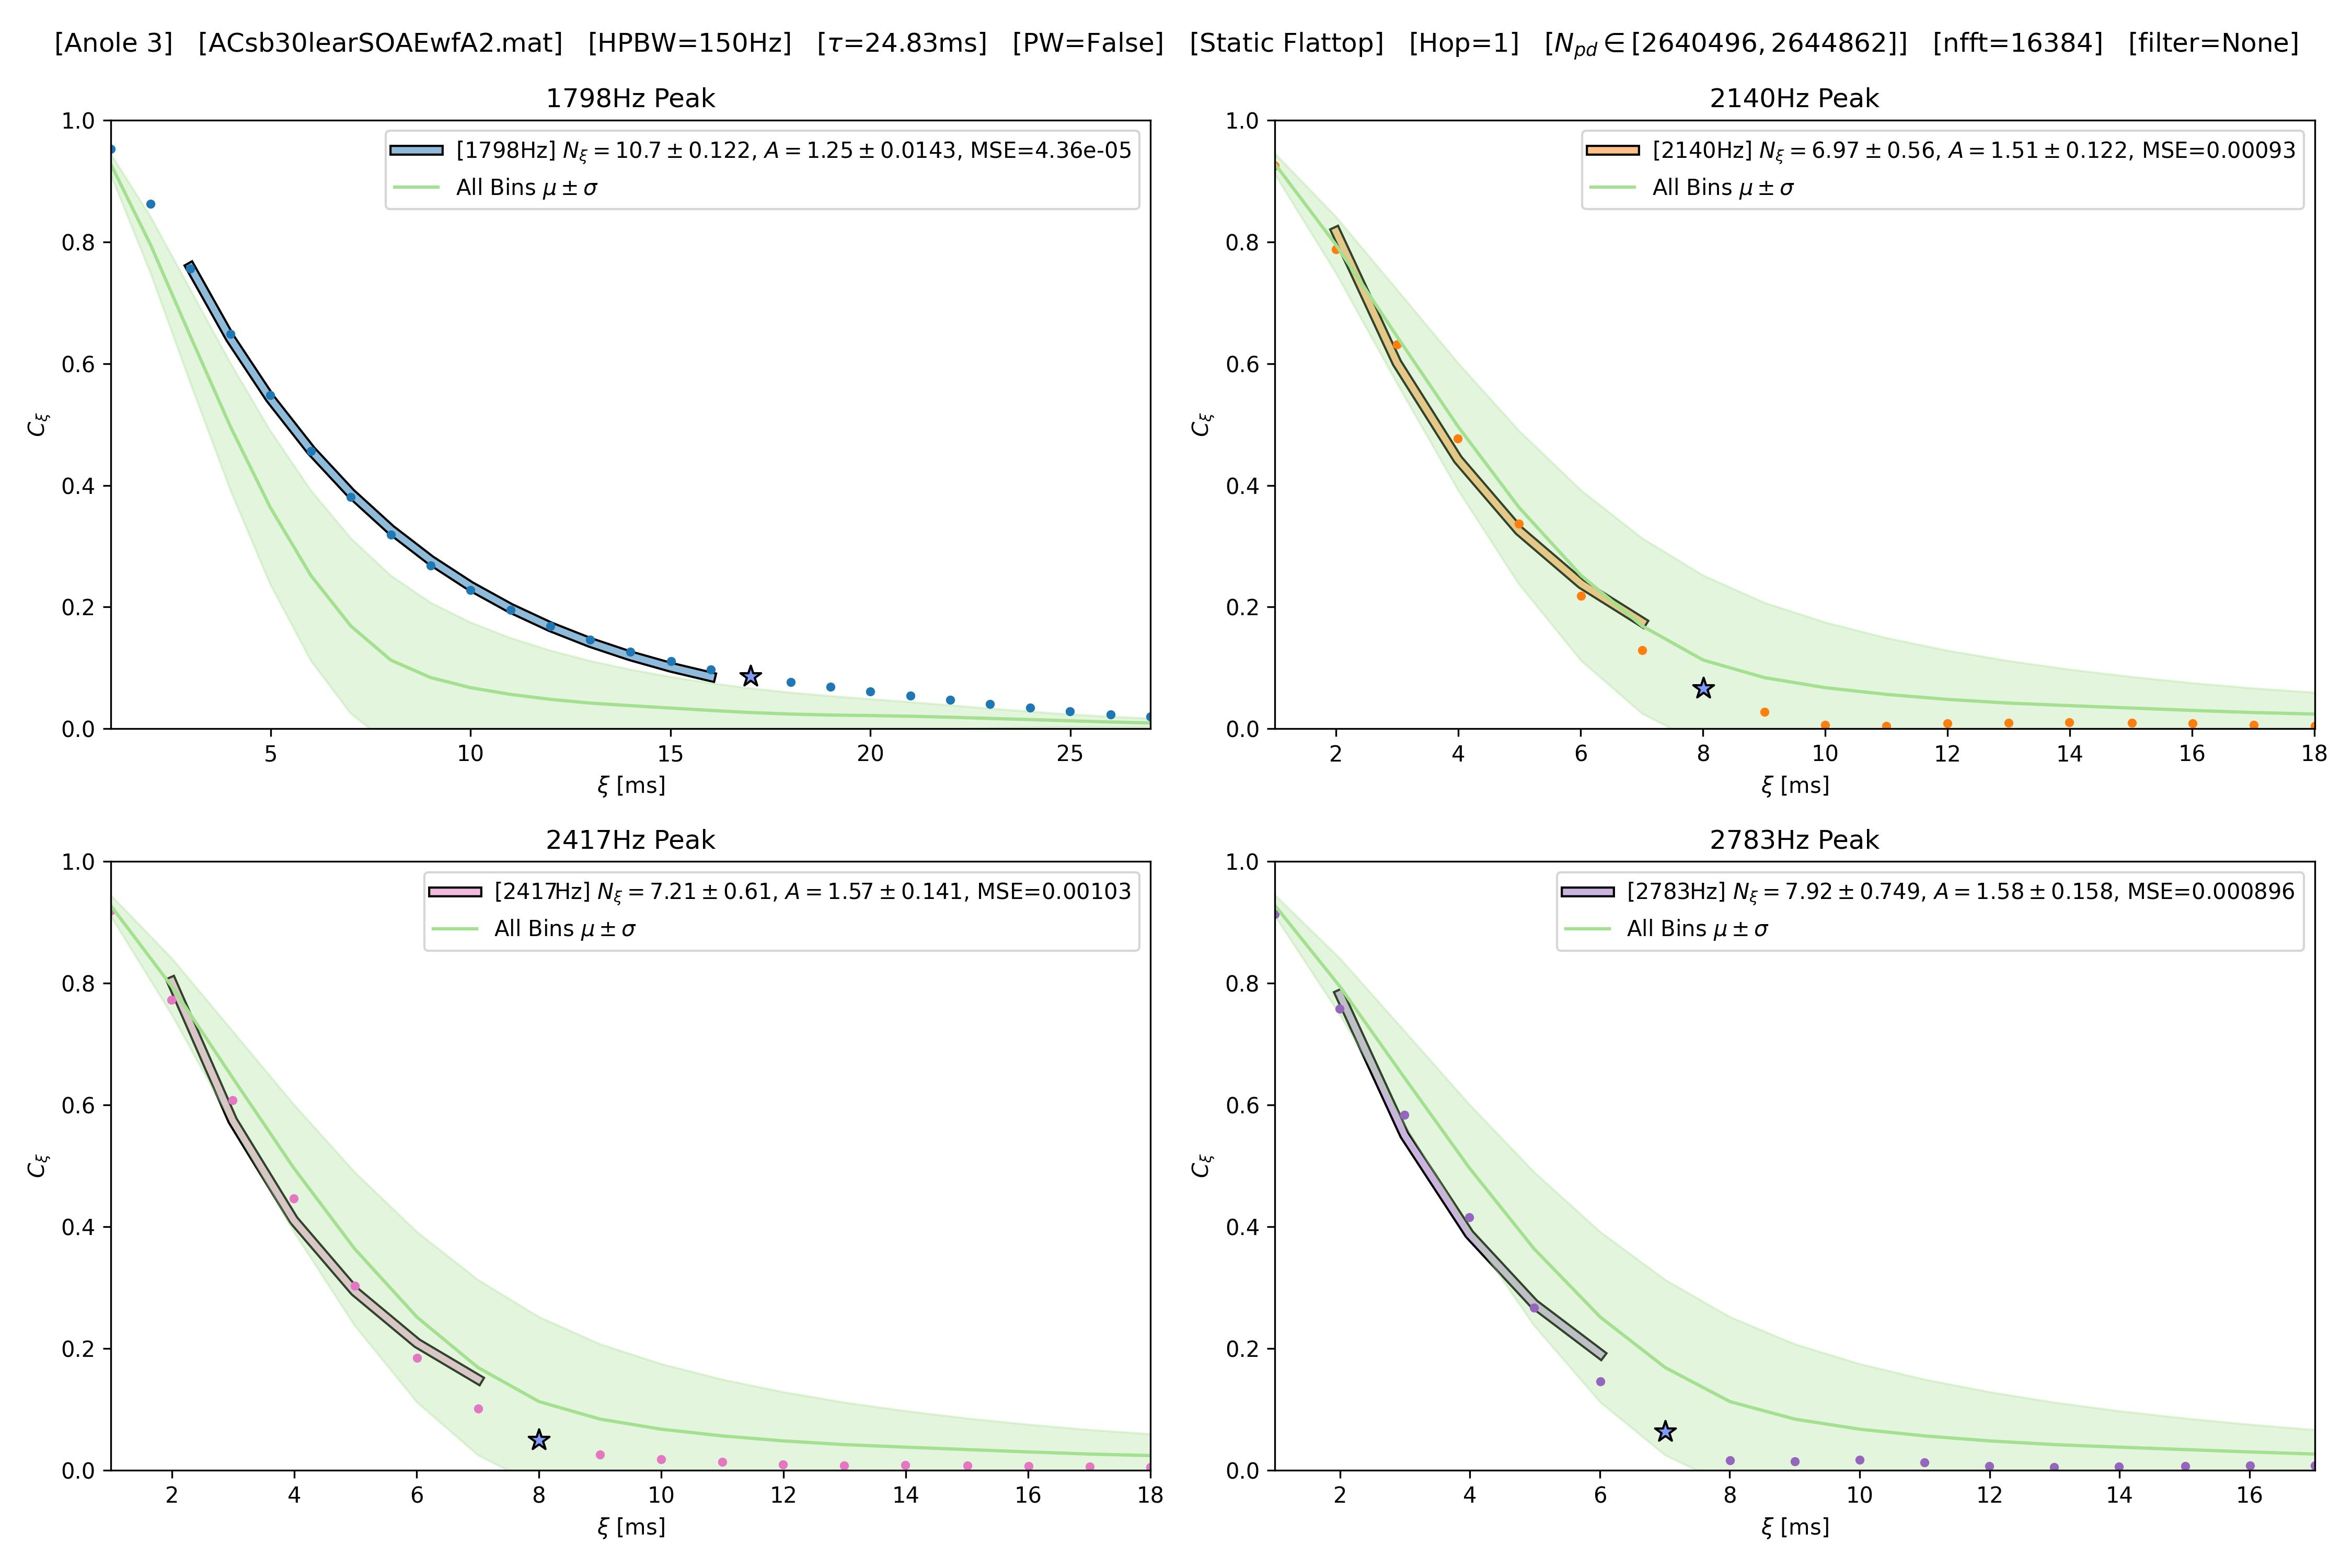 [Anole 3] [ACsb30learSOAEwfA2.mat] [HPBW=150Hz] [τ=24.83ms] [PW=False] [Static Flattop] [Hop=1] [N_pd ∈ [2640496, 2644862]] [nfft=16384] [filter=None]
1798Hz Peak
[1798Hz] N_ξ = 10.7 ± 0.122, A = 1.25 ± 0.0143, MSE=4.36e-05
All Bins μ ± σ
1.0
0.8
0.6
0.4
0.2
0.0
C_ξ
5 10 15 20 25
ξ [ms]
2140Hz Peak
[2140Hz] N_ξ = 6.97 ± 0.56, A = 1.51 ± 0.122, MSE=0.00093
All Bins μ ± σ
1.0
0.8
0.6
0.4
0.2
0.0
C_ξ
2 4 6 8 10 12 14 16 18
ξ [ms]
2417Hz Peak
[2417Hz] N_ξ = 7.21 ± 0.61, A = 1.57 ± 0.141, MSE=0.00103
All Bins μ ± σ
1.0
0.8
0.6
0.4
0.2
0.0
C_ξ
2 4 6 8 10 12 14 16 18
ξ [ms]
2783Hz Peak
[2783Hz] N_ξ = 7.92 ± 0.749, A = 1.58 ± 0.158, MSE=0.000896
All Bins μ ± σ
1.0
0.8
0.6
0.4
0.2
0.0
C_ξ
2 4 6 8 10 12 14 16
ξ [ms]